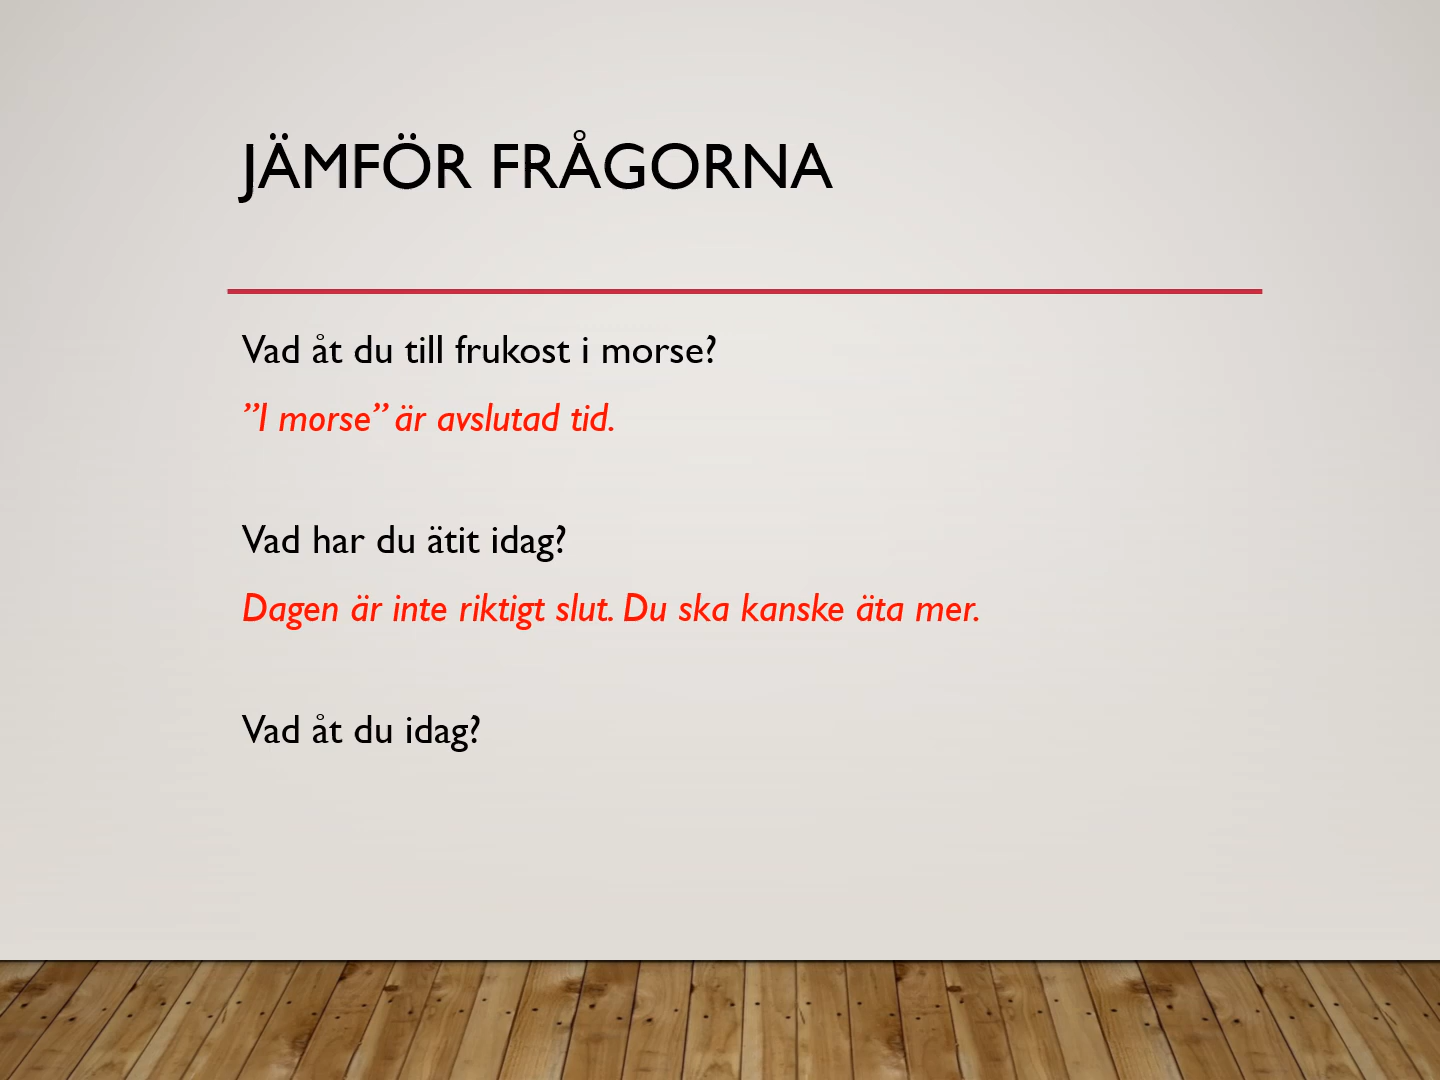 JÄMFÖR FRÅGORNA
Vad åt du till frukost i morse?
”I morse” är avslutad tid.
Vad har du ätit idag?
Dagen är inte riktigt slut. Du ska kanske äta mer.
Vad åt du idag?